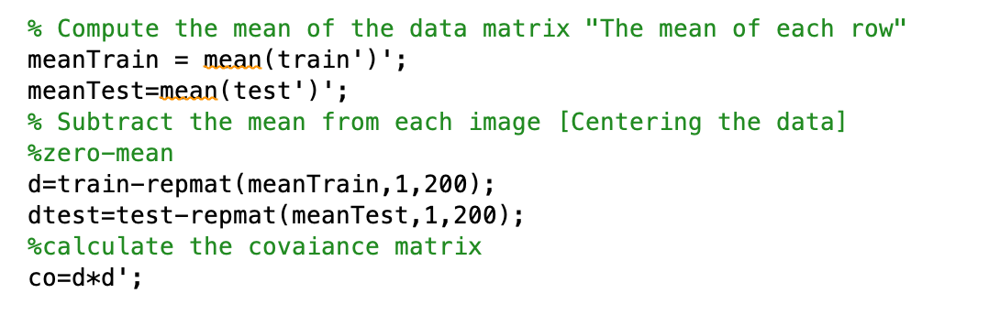 % Compute the mean of the data matrix "The mean of each row"
meanTrain = mean(train')';
meanTest=mean(test')';
% Subtract the mean from each image [Centering the data]
%zero-mean
d=train-repmat(meanTrain,1,200);
dtest=test-repmat(meanTest,1,200);
%calculate the covaiance matrix
co=d*d';